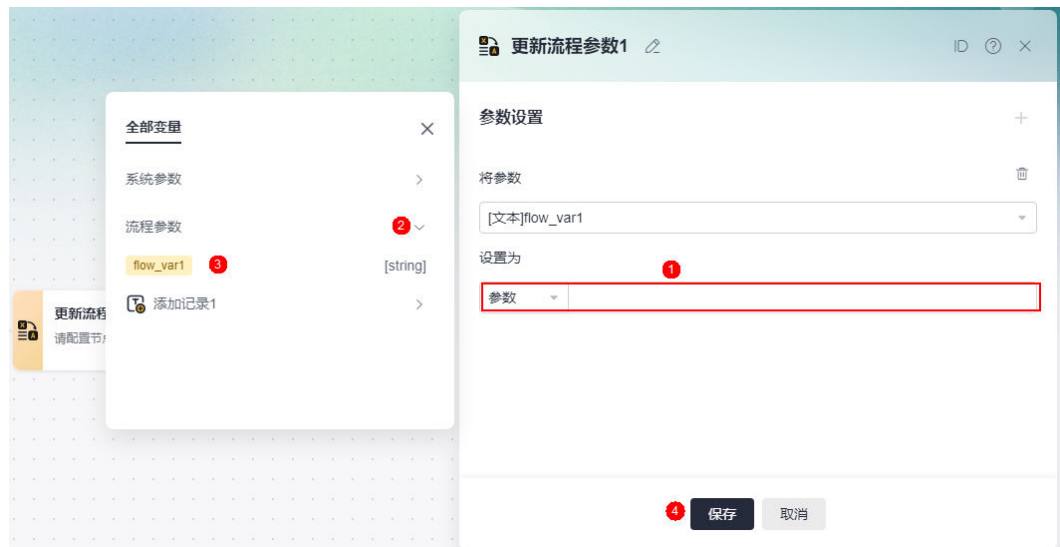 更新流程参数1
ID
全部变量
系统参数
流程参数
2
flow_var1
3
[string]
添加记录1
更新流程
请配置节点
参数设置
将参数
[文本]flow_var1
设置为
1
参数
4
保存
取消